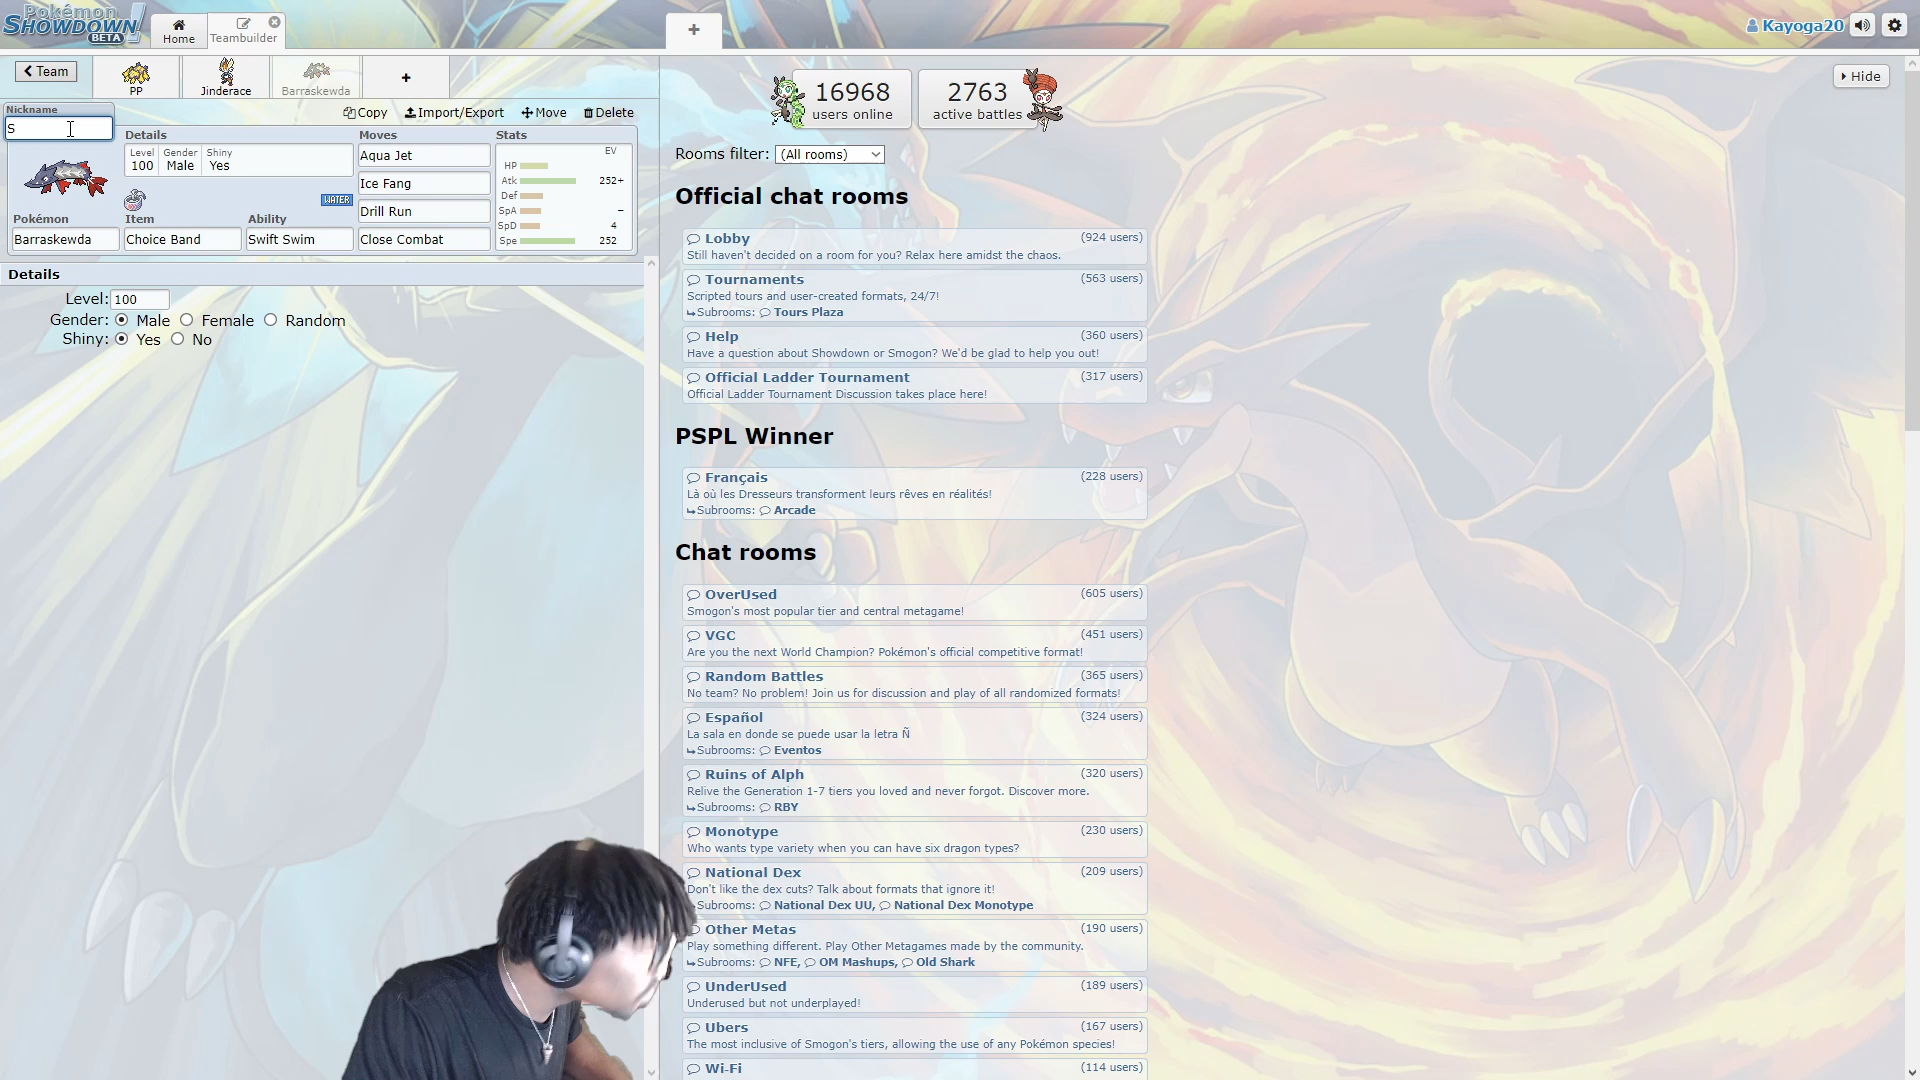 Pokémon
SHOWDOWN!
BETA
Home
Teambuilder
+
Kayoga20
Team
PP
Jinderace
Barraskewda
+
16968
users online
2763
active battles
Hide
Nickname
S
Copy
Import/Export
Move
Delete
Details
Level
100
Gender
Male
Shiny
Yes
WATER
Pokémon
Barraskewda
Item
Choice Band
Ability
Swift Swim
Moves
Aqua Jet
Ice Fang
Drill Run
Close Combat
Stats
EV
HP
Atk 252+
Def
SpA –
SpD 4
Spe 252
Details
Level: 100
Gender: Male Female Random
Shiny: Yes No
Rooms filter: (All rooms)
Official chat rooms
Lobby (924 users)
Still haven't decided on a room for you? Relax here amidst the chaos.
Tournaments (563 users)
Scripted tours and user-created formats, 24/7!
Subrooms: Tours Plaza
Help (360 users)
Have a question about Showdown or Smogon? We'd be glad to help you out!
Official Ladder Tournament (317 users)
Official Ladder Tournament Discussion takes place here!
PSPL Winner
Français (228 users)
Là où les Dresseurs transforment leurs rêves en réalités!
Subrooms: Arcade
Chat rooms
OverUsed (605 users)
Smogon's most popular tier and central metagame!
VGC (451 users)
Are you the next World Champion? Pokémon's official competitive format!
Random Battles (365 users)
No team? No problem! Join us for discussion and play of all randomized formats!
Español (324 users)
La sala en donde se puede usar la letra Ñ
Subrooms: Eventos
Ruins of Alph (320 users)
Relive the Generation 1-7 tiers you loved and never forgot. Discover more.
Subrooms: RBY
Monotype (230 users)
Who wants type variety when you can have six dragon types?
National Dex (209 users)
Don't like the dex cuts? Talk about formats that ignore it!
Subrooms: National Dex UU, National Dex Monotype
Other Metas (190 users)
Play something different. Play Other Metagames made by the community.
Subrooms: NFE, OM Mashups, Old Shark
UnderUsed (189 users)
Underused but not underplayed!
Ubers (167 users)
The most inclusive of Smogon's tiers, allowing the use of any Pokémon species!
Wi-Fi (114 users)